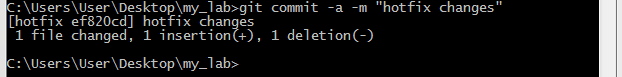 C:\Users\User\Desktop\my_lab>git commit -a -m "hotfix changes"
[hotfix ef820cd] hotfix changes
 1 file changed, 1 insertion(+), 1 deletion(-)
C:\Users\User\Desktop\my_lab>